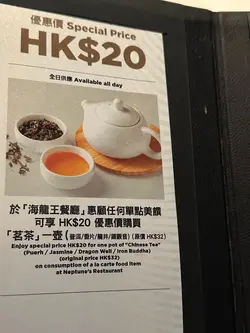 優惠價 Special Price
HK$20
全日供應 Available all day
於「海龍王餐廳」惠顧任何單點美饌
可享 HK$20 優惠價購買
「茗茶」一壺（普洱/香片/龍井/鐵觀音）（原價 HK$32）
Enjoy special price HK$20 for one pot of "Chinese Tea"
(Puerh / Jasmine / Dragon Well / Iron Buddha)
(original price HK$32)
on consumption of a la carte food item
at Neptune's Restaurant